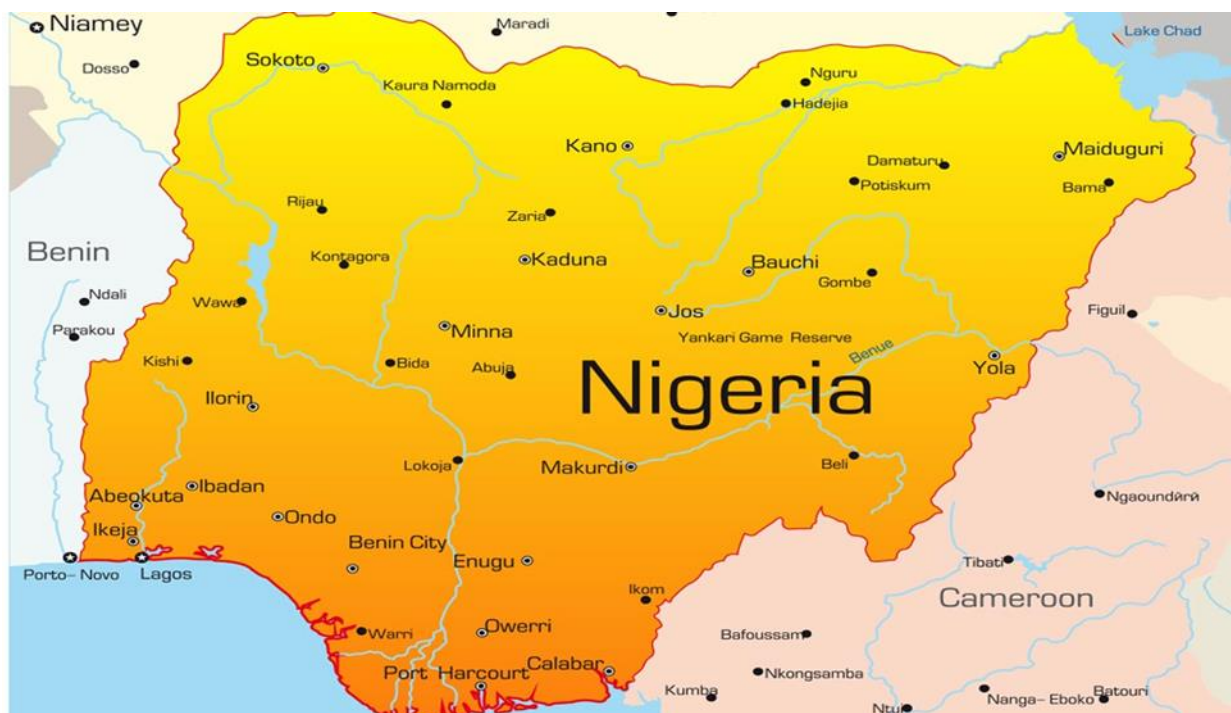 Niamey
Maradi
Lake Chad
Dosso
Sokoto
Nguru
Kaura Namoda
Hadejia
Kano
Maiduguri
Damaturu
Potiskum
Bama
Rijau
Zaria
Benin
Kontagora
Kaduna
Bauchi
Gombe
Ndali
Wawa
Jos
Figuil
Parakou
Minna
Yankari Game Reserve
Benue
Kishi
Bida
Abuja
Yola
Nigeria
Ilorin
Lokoja
Makurdi
Beli
Ibadan
Abeokuta
Ngaoundйrй
Ondo
Ikeja
Benin City
Enugu
Tibati
Porto- Novo
Lagos
Ikom
Cameroon
Warri
Owerri
Bafoussam
Port Harcourt
Calabar
Nkongsamba
Kumba
Nanga- Eboko
Batouri
Ntui